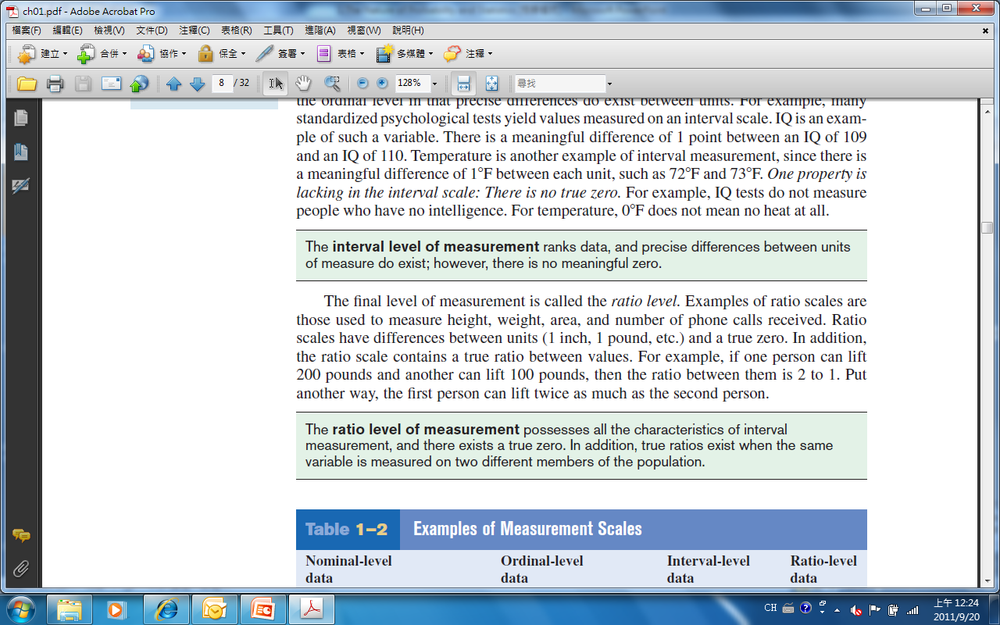 ch01.pdf - Adobe Acrobat Pro
檔案(F) 編輯(E) 檢視(V) 文件(D) 注釋(C) 表格(R) 工具(T) 進階(A) 視窗(W) 說明(H)
建立 合併 協作 保全 簽署 表格 多媒體 注釋
8 / 32 128% 尋找
the ordinal level in that precise differences do exist between units. For example, many
standardized psychological tests yield values measured on an interval scale. IQ is an exam-
ple of such a variable. There is a meaningful difference of 1 point between an IQ of 109
and an IQ of 110. Temperature is another example of interval measurement, since there is
a meaningful difference of 1°F between each unit, such as 72°F and 73°F. One property is
lacking in the interval scale: There is no true zero. For example, IQ tests do not measure
people who have no intelligence. For temperature, 0°F does not mean no heat at all.
The interval level of measurement ranks data, and precise differences between units
of measure do exist; however, there is no meaningful zero.
The final level of measurement is called the ratio level. Examples of ratio scales are
those used to measure height, weight, area, and number of phone calls received. Ratio
scales have differences between units (1 inch, 1 pound, etc.) and a true zero. In addition,
the ratio scale contains a true ratio between values. For example, if one person can lift
200 pounds and another can lift 100 pounds, then the ratio between them is 2 to 1. Put
another way, the first person can lift twice as much as the second person.
The ratio level of measurement possesses all the characteristics of interval
measurement, and there exists a true zero. In addition, true ratios exist when the same
variable is measured on two different members of the population.
Table 1–2 Examples of Measurement Scales
Nominal-level Ordinal-level Interval-level Ratio-level
data data data data
CH 上午 12:24
2011/9/20